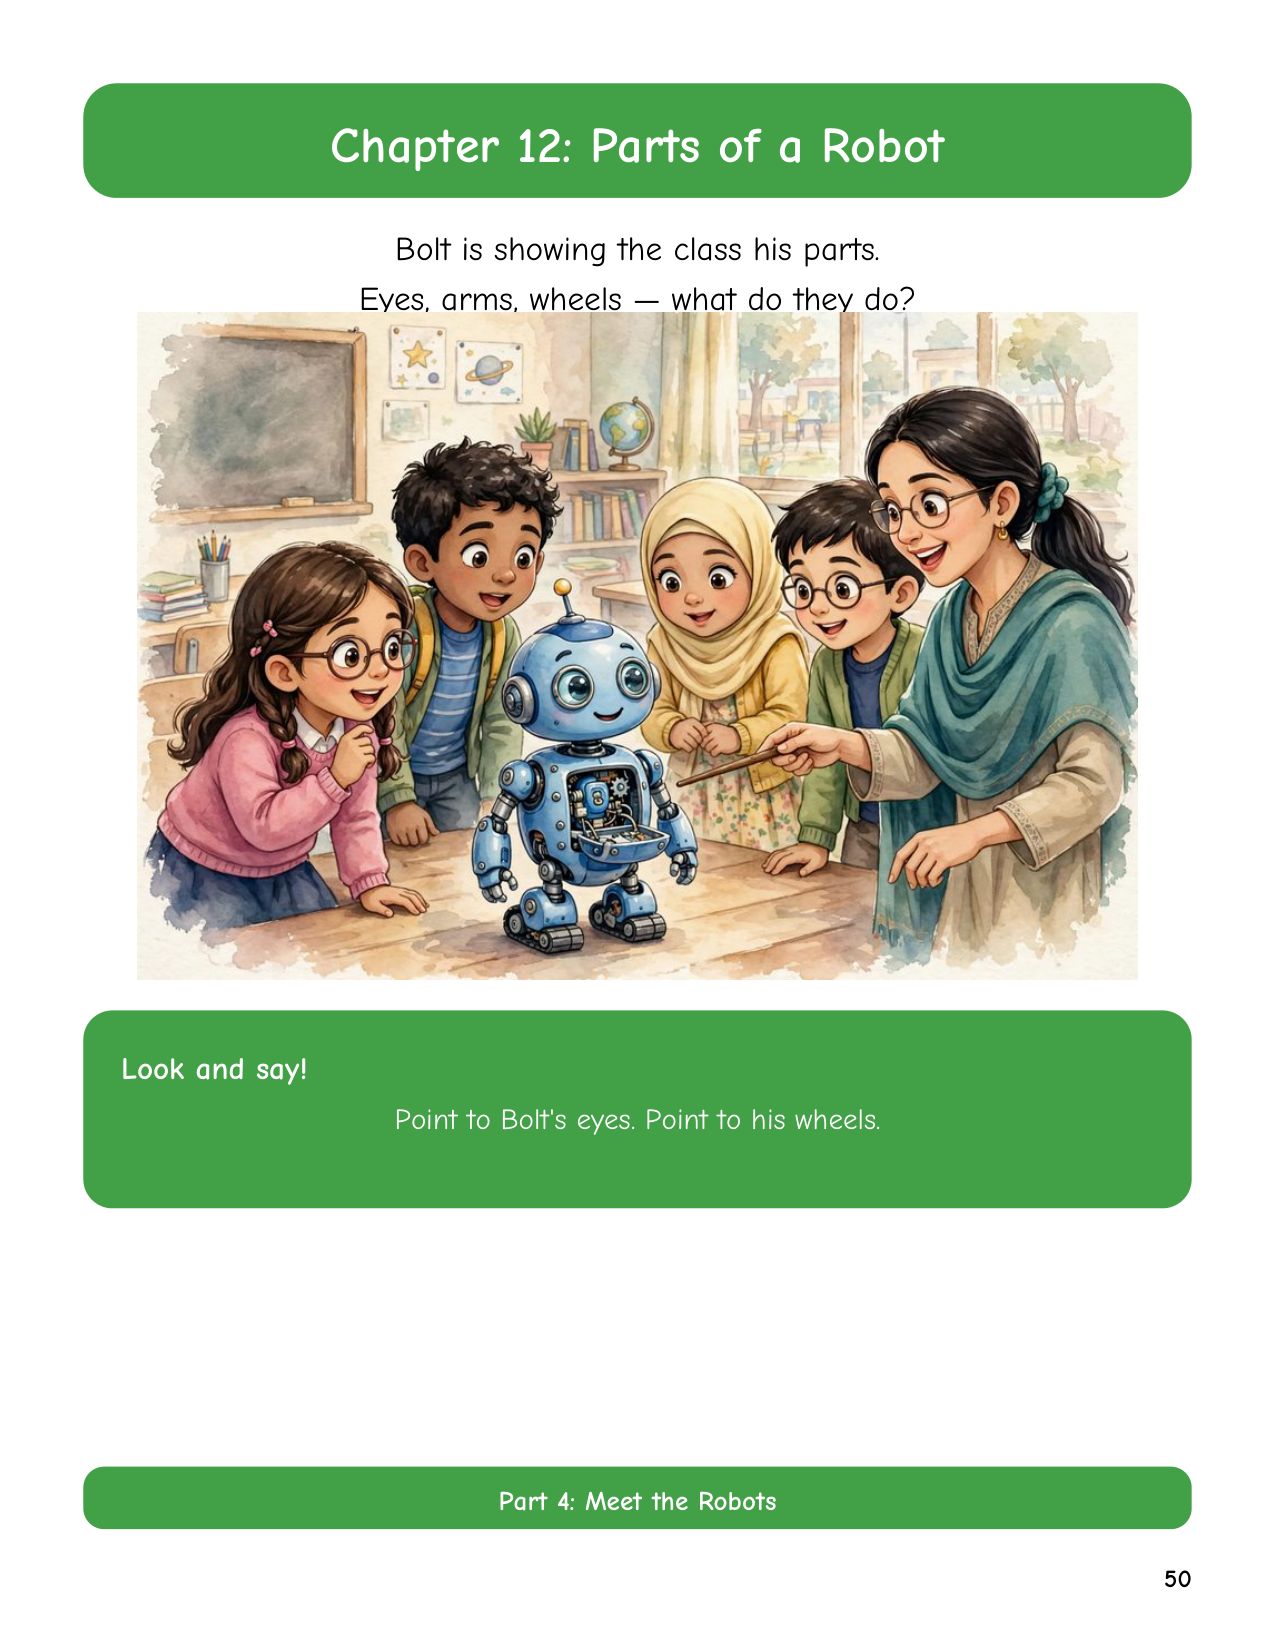 Chapter 12: Parts of a Robot
Bolt is showing the class his parts.
Eyes, arms, wheels — what do they do?
Look and say!
Point to Bolt's eyes. Point to his wheels.
Part 4: Meet the Robots
50